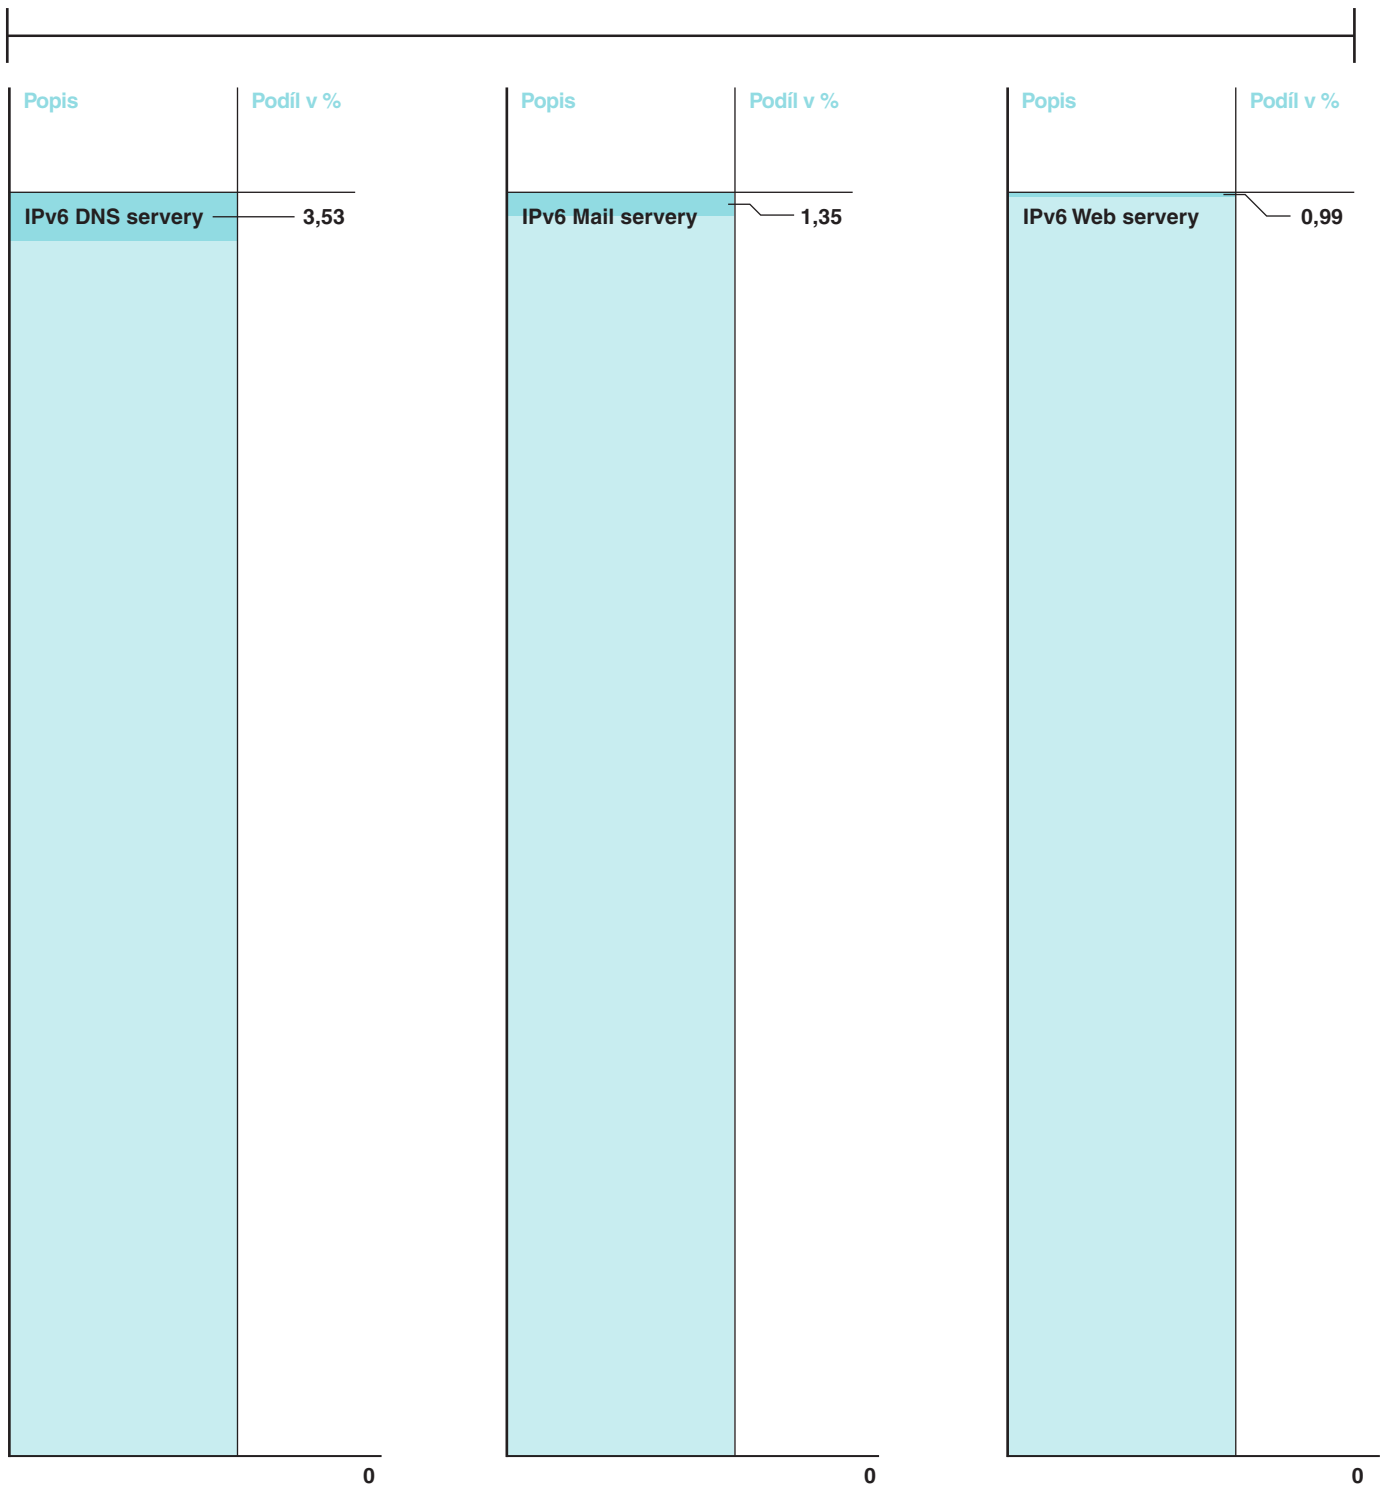 Popis Podíl v % Popis Podíl v % Popis Podíl v %
IPv6 DNS servery 3,53 IPv6 Mail servery 1,35 IPv6 Web servery 0,99
0 0 0